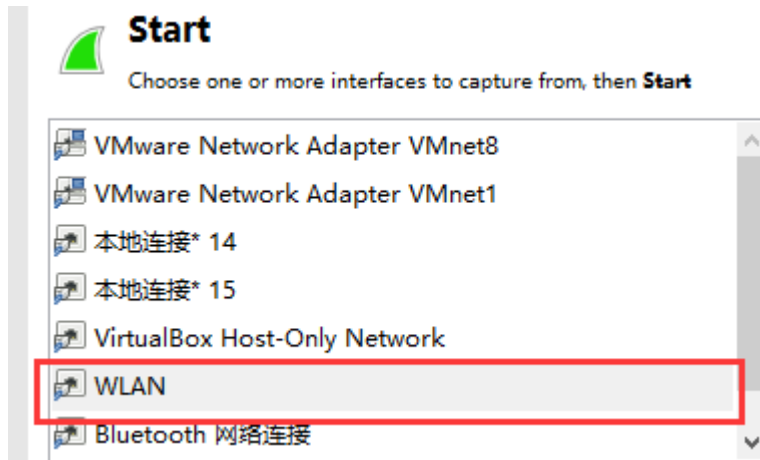 Start
Choose one or more interfaces to capture from, then Start
VMware Network Adapter VMnet8
VMware Network Adapter VMnet1
本地连接* 14
本地连接* 15
VirtualBox Host-Only Network
WLAN
Bluetooth 网络连接